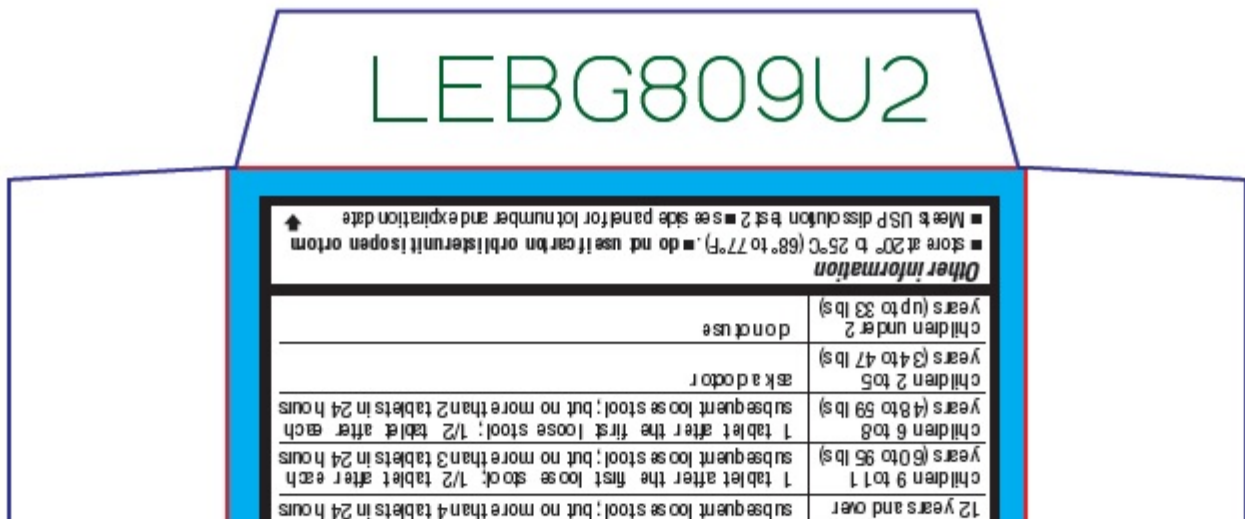 LEBG809U2
12 years and over subsequent loose stool; but no more than 4 tablets in 24 hours
children 9 to 11 1 tablet after the first loose stool; 1/2 tablet after each
years (60 to 95 lbs) subsequent loose stool; but no more than 3 tablets in 24 hours
children 6 to 8 1 tablet after the first loose stool; 1/2 tablet after each
years (48 to 59 lbs) subsequent loose stool; but no more than 2 tablets in 24 hours
children 2 to 5 ask a doctor
years (34 to 47 lbs)
children under 2 do not use
years (up to 33 lbs)
Other information
■ store at 20° to 25°C (68° to 77°F). ■ do not use if carton or blister unit is open or torn
■ Meets USP dissolution test 2 ■ see side panel for lot number and expiration date